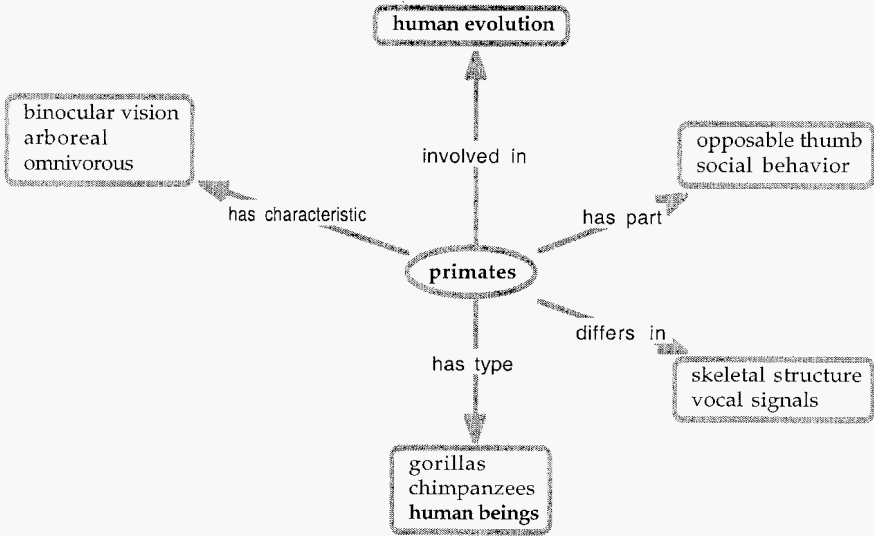 human evolution
binocular vision
arboreal
omnivorous
opposable thumb
social behavior
involved in
has characteristic
has part
primates
differs in
has type
skeletal structure
vocal signals
gorillas
chimpanzees
human beings